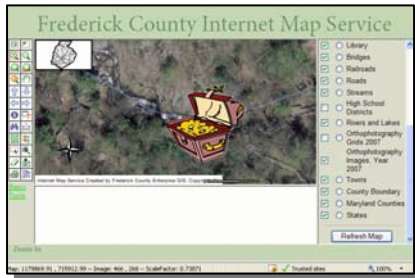 Frederick County Internet Map Service
Library
Bridges
Railroads
Roads
Streams
High School
Districts
Rivers and Lakes
Orthophotography
Grids 2007
Orthophotography
Images, Year
2007
Towns
County Boundary
Maryland Counties
States
Refresh Map
Internet Map Service Created by Frederick County Enterprise GIS. Copyright
Zoom In
Trusted sites
100%